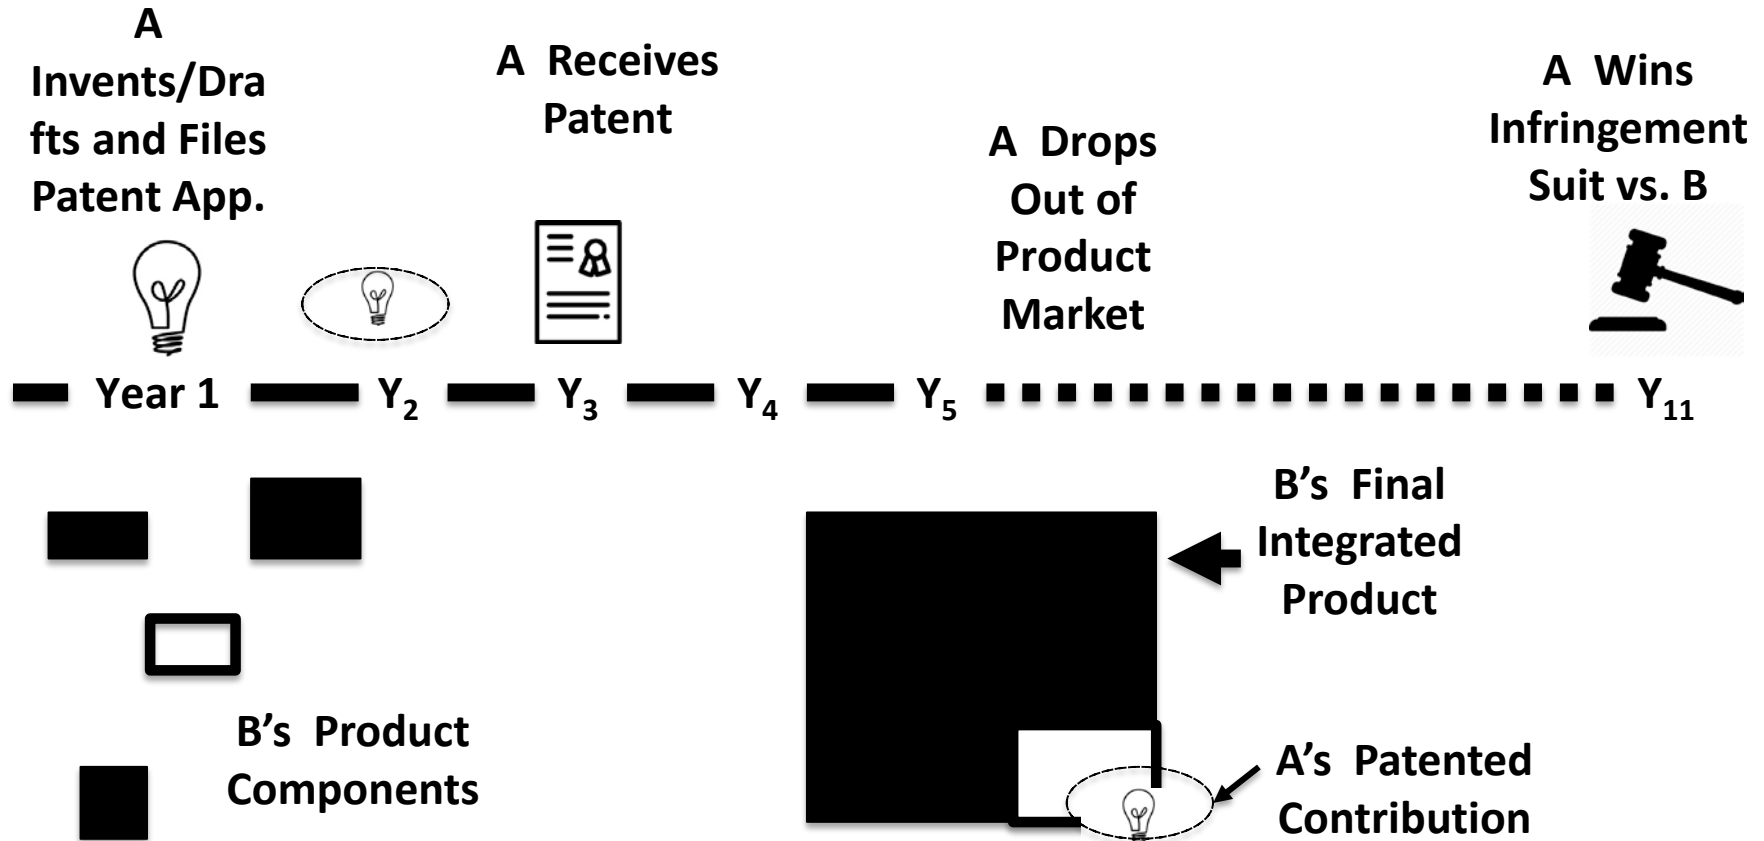 A
Invents/Dra
fts and Files
Patent App.
A Receives
Patent
A Drops
Out of
Product
Market
A Wins
Infringement
Suit vs. B
Year 1 Y2 Y3 Y4 Y5 Y11
B’s Final
Integrated
Product
B’s Product
Components
A’s Patented
Contribution